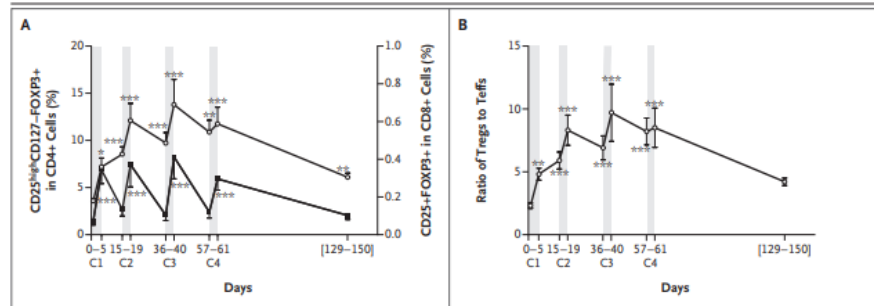 A
CD25highCD127−FOXP3+
in CD4+ Cells (%)
20
15
10
5
0
***
***
***
***
***
*
***
**
**
***
***
***
***
1.0
0.8
0.6
0.4
0.2
0.0
CD25+FOXP3+ in CD8+ Cells (%)
0−5 15−19 36−40 57−61 [129−150]
C1 C2 C3 C4
Days
B
Ratio of Tregs to Teffs
15
10
5
0
***
***
***
**
***
***
***
0−5 15−19 36−40 57−61 [129−150]
C1 C2 C3 C4
Days